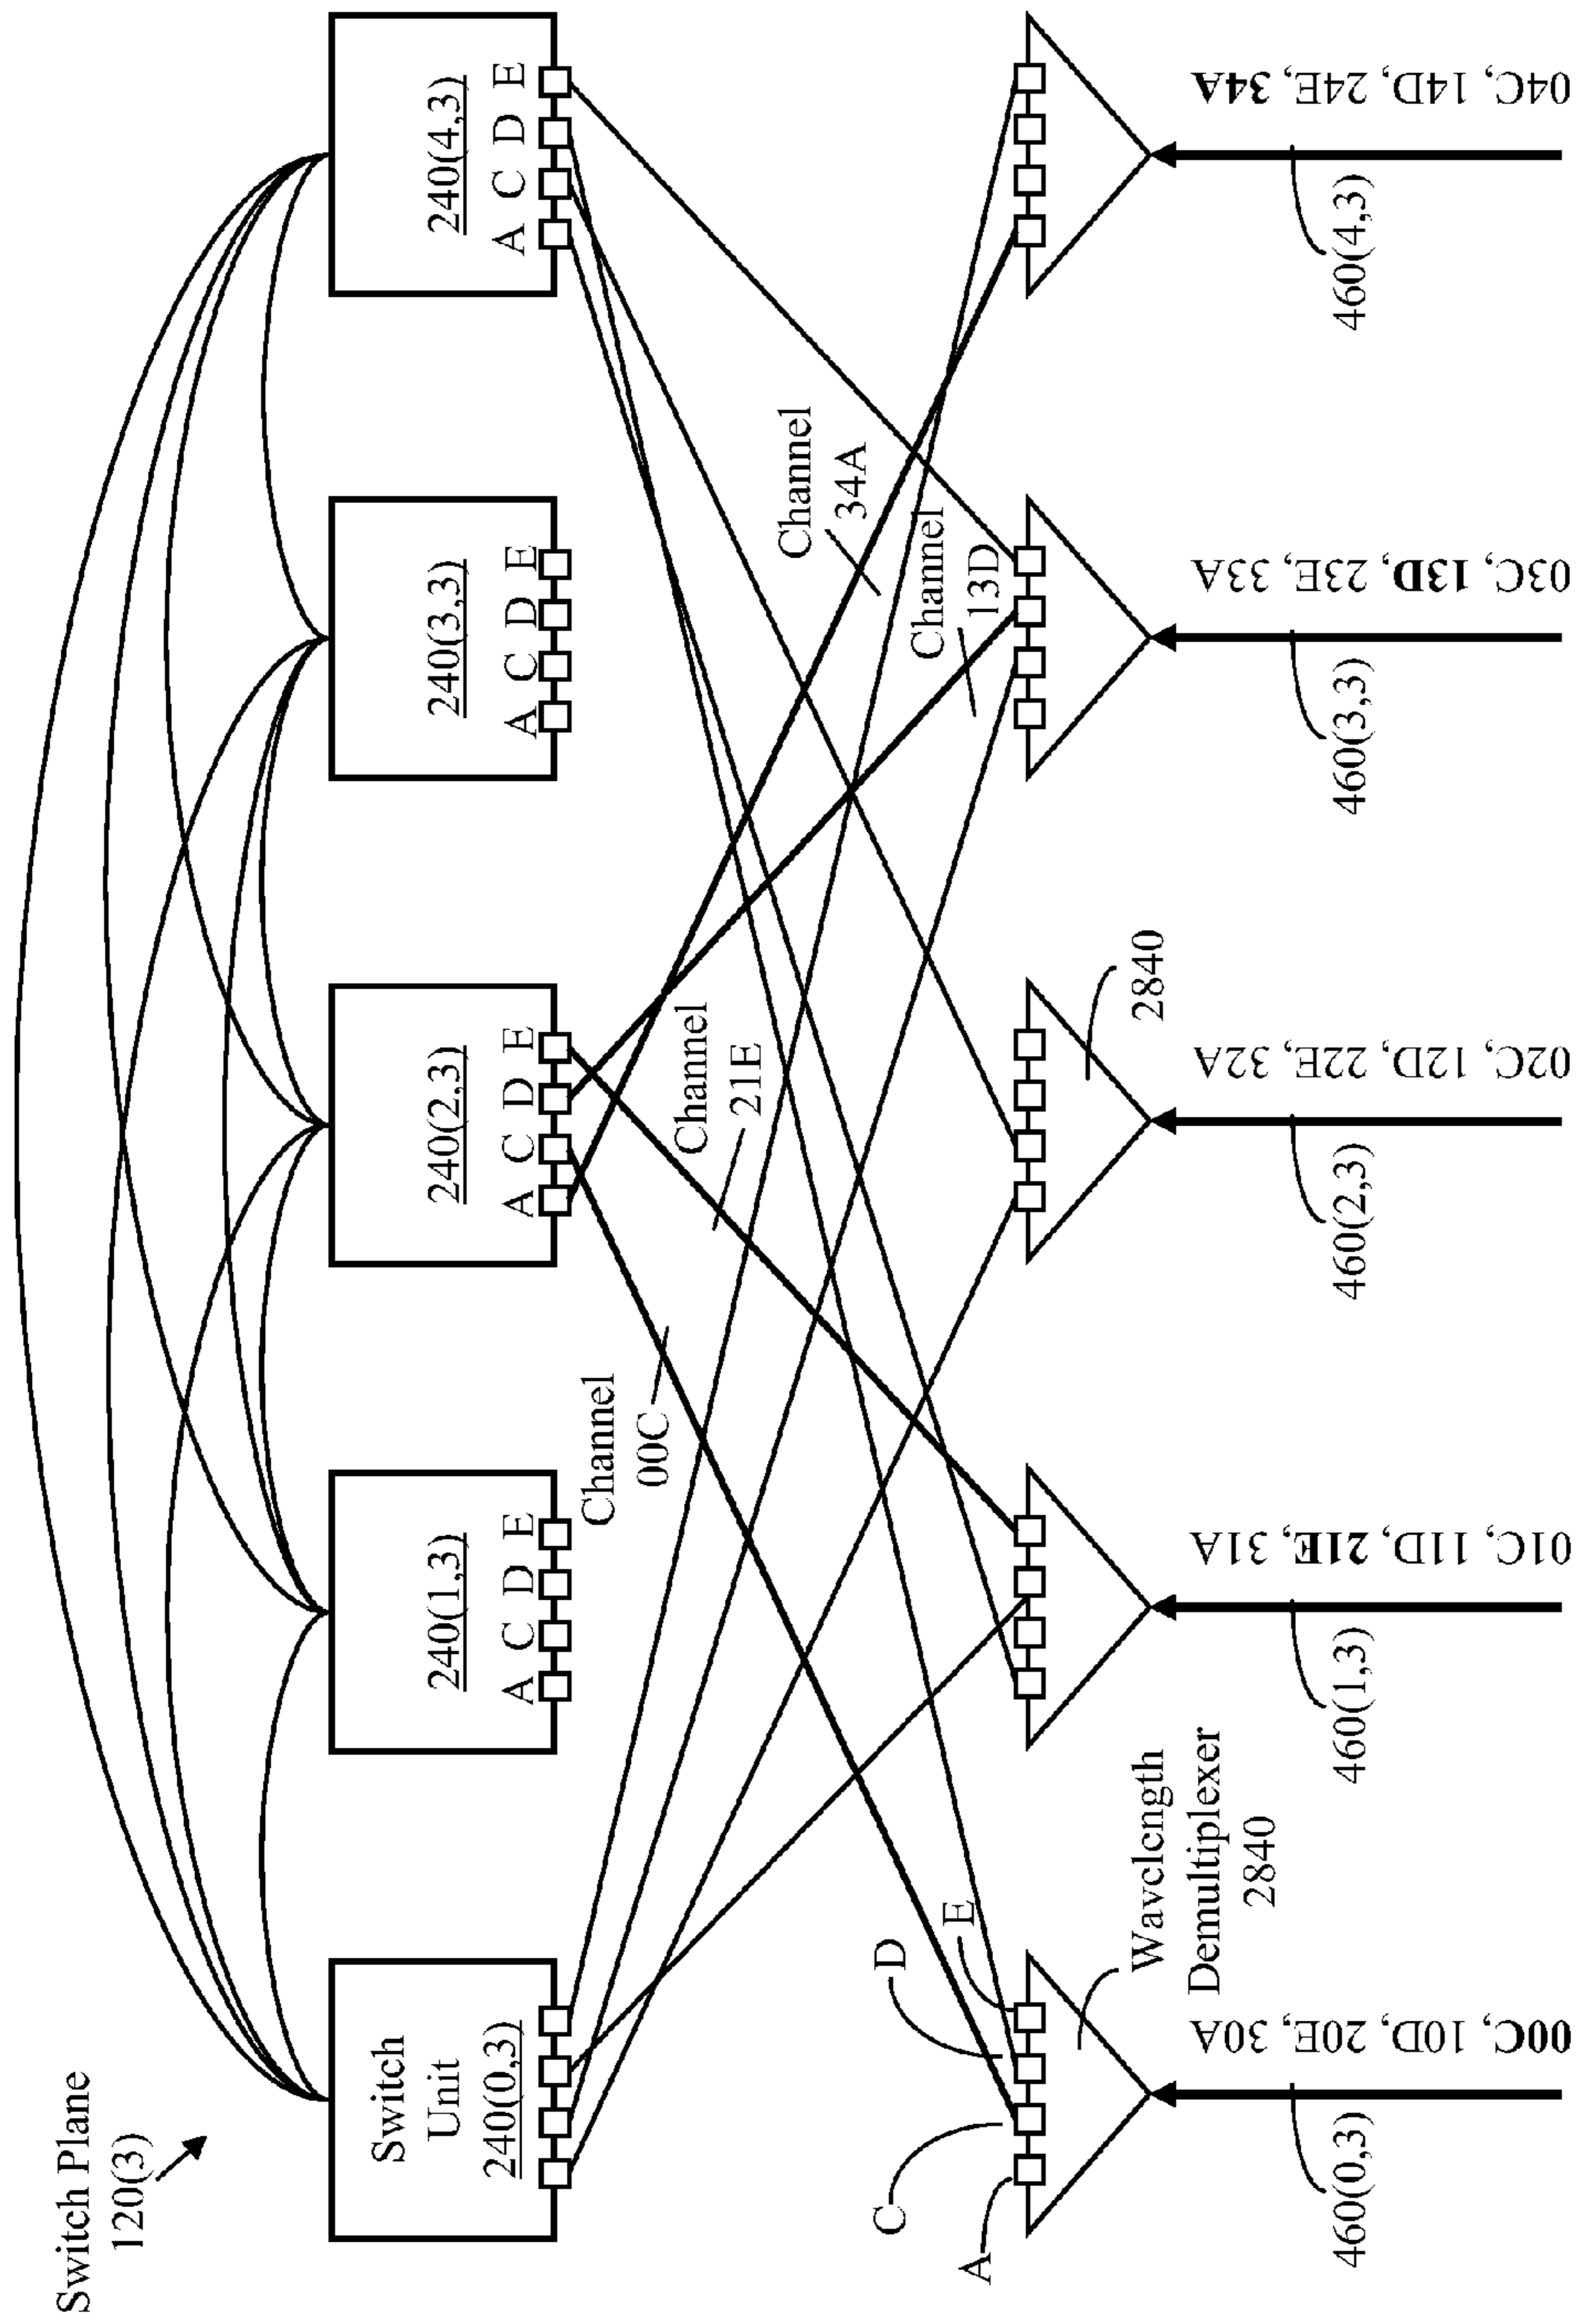 Switch Plane
120(3)
Switch
Unit
240(0,3)
240(1,3)
A C D E
240(2,3)
A C D E
240(3,3)
A C D E
240(4,3)
A C D E
Channel
00C
Channel
21E
Channel
34A
Channel
13D
A
C
D
E
Wavelength
Demultiplexer
2840
2840
460(0,3)
00C, 10D, 20E, 30A
460(1,3)
01C, 11D, 21E, 31A
460(2,3)
02C, 12D, 22E, 32A
460(3,3)
03C, 13D, 23E, 33A
460(4,3)
04C, 14D, 24E, 34A